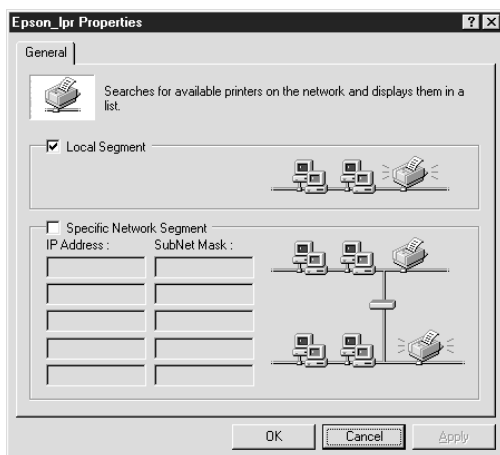 Epson_lpr Properties
General
Searches for available printers on the network and displays them in a
list.
Local Segment
Specific Network Segment
IP Address : SubNet Mask :
OK Cancel Apply